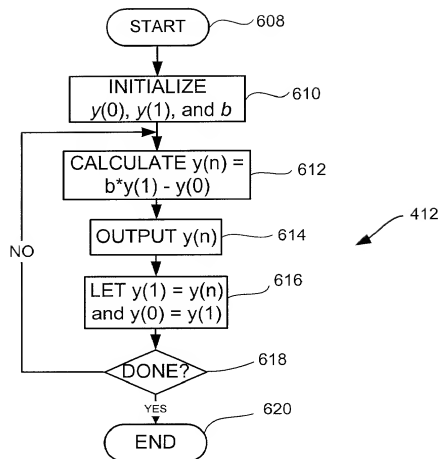 START
608
INITIALIZE
y(0), y(1), and b
610
CALCULATE y(n) =
b*y(1) - y(0)
612
OUTPUT y(n)
614
412
NO
LET y(1) = y(n)
and y(0) = y(1)
616
DONE?
618
YES
END
620